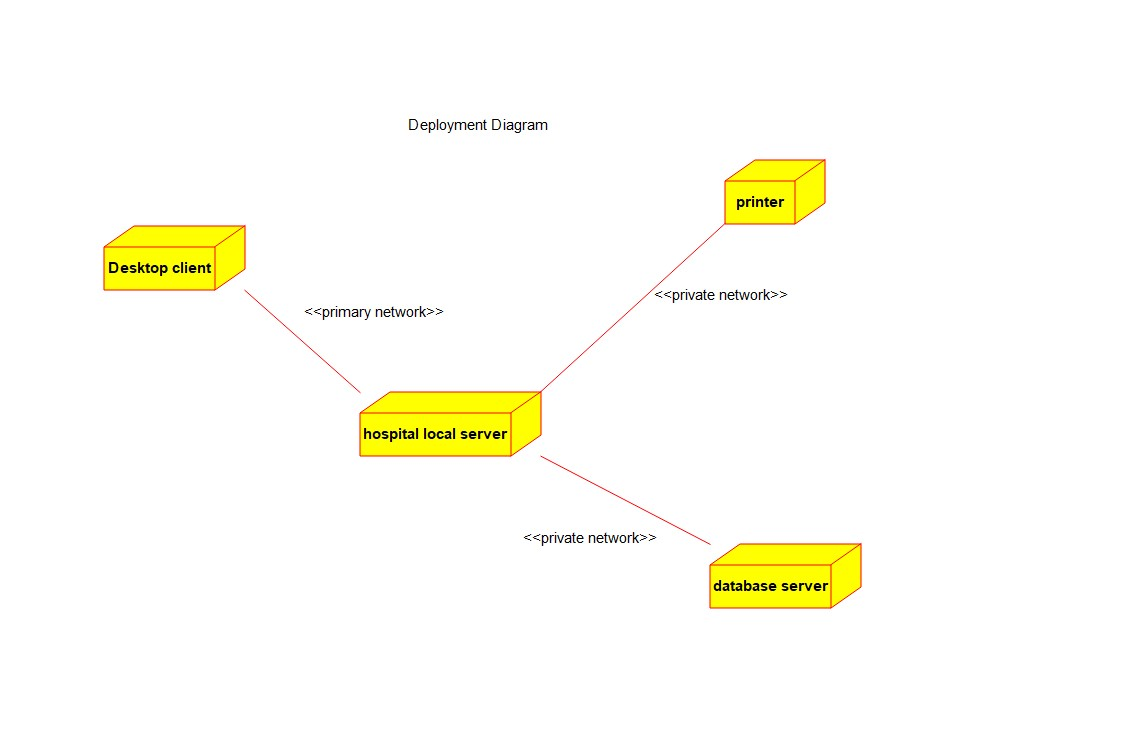 Deployment Diagram
printer
Desktop client
<<private network>>
<<primary network>>
hospital local server
<<private network>>
database server